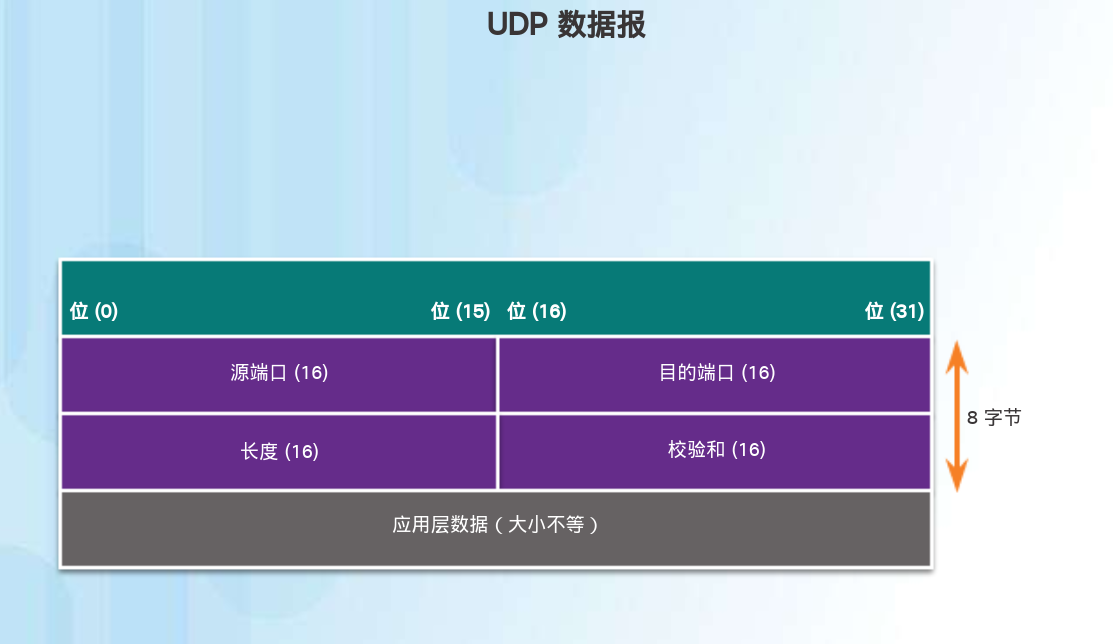 UDP 数据报
位 (0) 位 (15) 位 (16) 位 (31)
源端口 (16) 目的端口 (16)
8 字节
长度 (16) 校验和 (16)
应用层数据（大小不等）